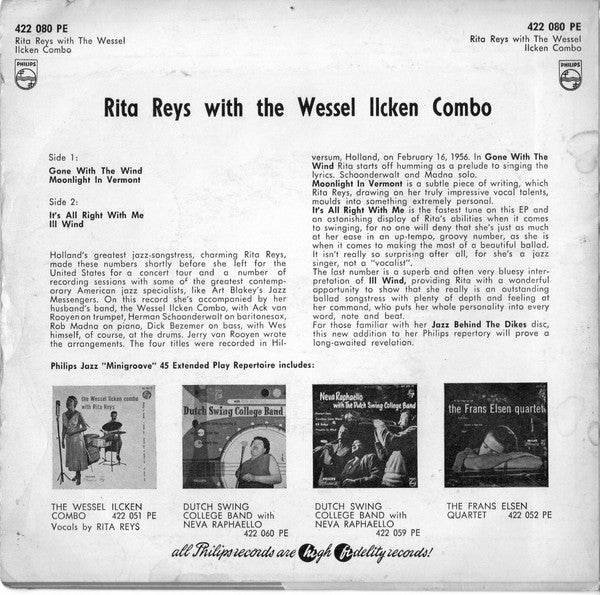 422 080 PE
Rita Reys with The Wessel
Ilcken Combo
PHILIPS
422 080 PE
Rita Reys with The Wessel
Ilcken Combo
PHILIPS
Rita Reys with the Wessel Ilcken Combo
Side 1:
Gone With The Wind
Moonlight In Vermont
Side 2:
It's All Right With Me
Ill Wind
Holland's greatest jazz-songstress, charming Rita Reys,
made these numbers shortly before she left for the
United States for a concert tour and a number of
recording sessions with some of the greatest contemp-
orary American jazz specialists, like Art Blakey's Jazz
Messengers. On this record she's accompanied by her
husband's band, the Wessel Ilcken Combo, with Ack van
Rooyen on trumpet, Herman Schoonderwalt on baritonesax,
Rob Madna on piano, Dick Bezemer on bass, with Wes
himself, of course, at the drums. Jerry van Rooyen wrote
the arrangements. The four titles were recorded in Hil-
versum, Holland, on February 16, 1956. In Gone With The
Wind Rita starts off humming as a prelude to singing the
lyrics. Schoonderwalt and Madna solo.
Moonlight in Vermont is a subtle piece of writing, which
Rita Reys, drawing on her truly impressive vocal talents,
moulds into something extremely personal.
It's All Right With Me is the fastest tune on this EP and
an astonishing display of Rita's abilities when it comes
to swinging, for no one will deny that she's just as much
at her ease in an up-tempo, groovy number, as she is
when it comes to making the most of a beautiful ballad.
It isn't really so surprising after all, for she's a jazz
singer, not a "vocalist".
The last number is a superb and often very bluesy inter-
pretation of Ill Wind, providing Rita with a wonderful
opportunity to show that she really is an outstanding
ballad songstress with plenty of depth and feeling at
her command, who puts her whole personality into every
word, note and beat.
For those familiar with her Jazz Behind The Dikes disc,
this new addition to her Philips repertory will prove a
long-awaited revelation.
Philips Jazz "Minigroove" 45 Extended Play Repertoire includes:
the Wessel Ilcken combo
with Rita Reys
Dutch Swing College Band
Neva Raphaello
with The Dutch Swing College Band
the Frans Elsen quartet
THE WESSEL ILCKEN
COMBO 422 051 PE
Vocals by RITA REYS
DUTCH SWING
COLLEGE BAND with
NEVA RAPHAELLO
422 060 PE
DUTCH SWING
COLLEGE BAND with
NEVA RAPHAELLO
422 059 PE
THE FRANS ELSEN
QUARTET 422 052 PE
all Philips records are high fidelity records!